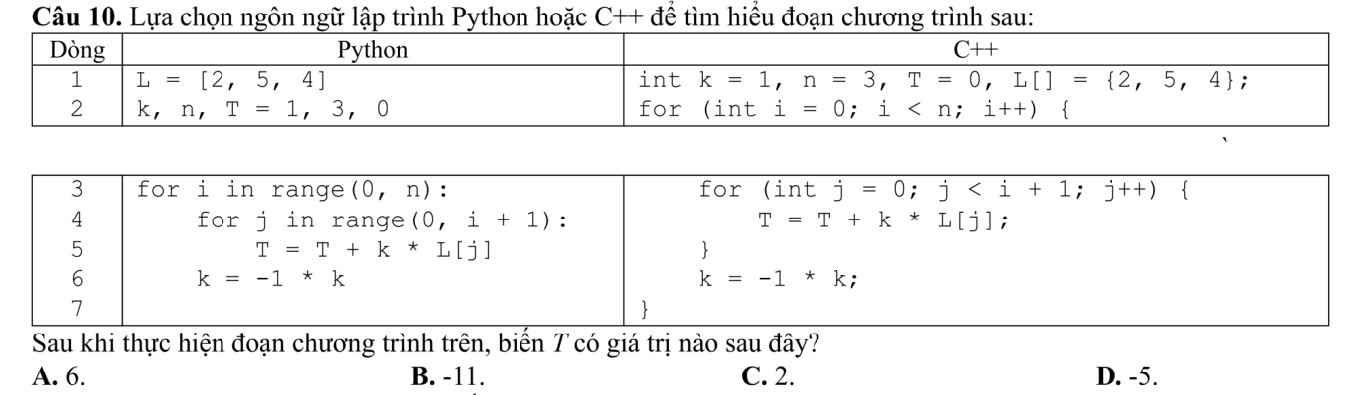 Câu 10. Lựa chọn ngôn ngữ lập trình Python hoặc C++ để tìm hiểu đoạn chương trình sau:
Dòng Python C++
1 L = [2, 5, 4] int k = 1, n = 3, T = 0, L[] = {2, 5, 4};
2 k, n, T = 1, 3, 0 for (int i = 0; i < n; i++) {
3 for i in range(0, n): for (int j = 0; j < i + 1; j++) {
4 for j in range(0, i + 1): T = T + k * L[j];
5 T = T + k * L[j] }
6 k = -1 * k k = -1 * k;
7 }
Sau khi thực hiện đoạn chương trình trên, biến T có giá trị nào sau đây?
A. 6. B. -11. C. 2. D. -5.